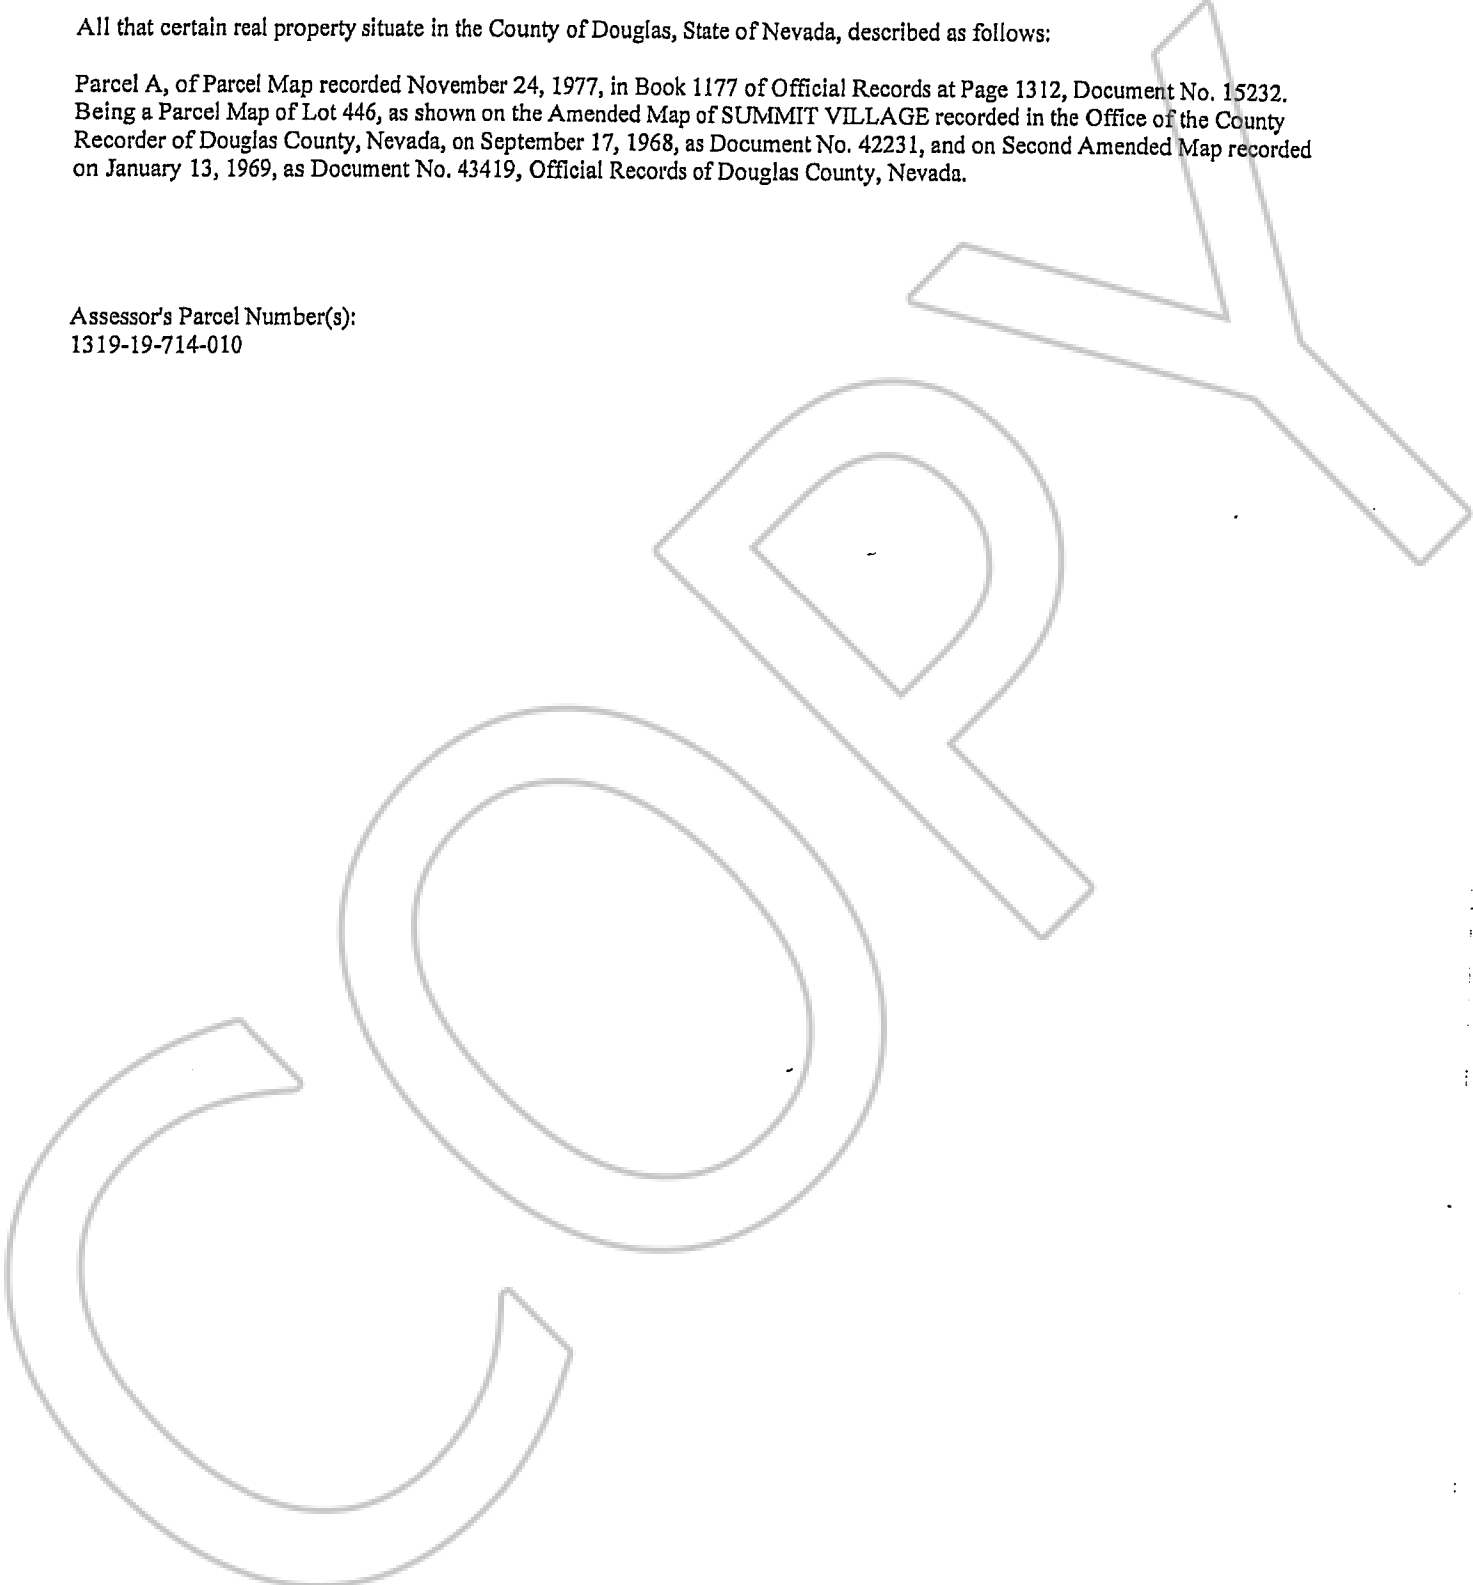 All that certain real property situate in the County of Douglas, State of Nevada, described as follows:
Parcel A, of Parcel Map recorded November 24, 1977, in Book 1177 of Official Records at Page 1312, Document No. 15232.
Being a Parcel Map of Lot 446, as shown on the Amended Map of SUMMIT VILLAGE recorded in the Office of the County
Recorder of Douglas County, Nevada, on September 17, 1968, as Document No. 42231, and on Second Amended Map recorded
on January 13, 1969, as Document No. 43419, Official Records of Douglas County, Nevada.
Assessor's Parcel Number(s):
1319-19-714-010
COPY